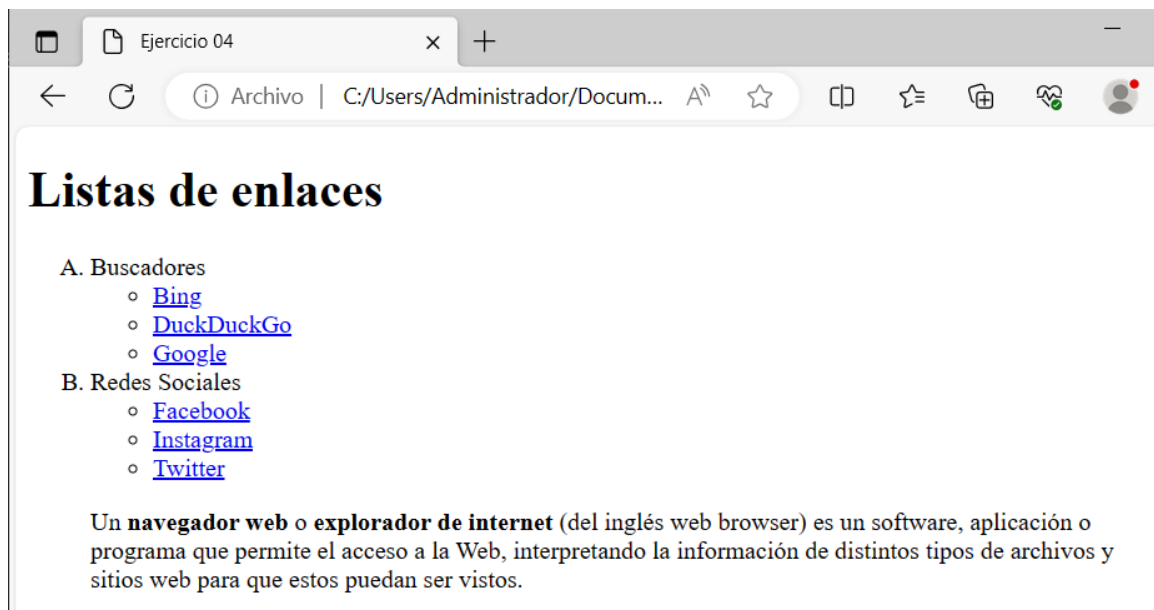 Ejercicio 04
Archivo | C:/Users/Administrador/Docum...
Listas de enlaces
A. Buscadores
Bing
DuckDuckGo
Google
B. Redes Sociales
Facebook
Instagram
Twitter
Un navegador web o explorador de internet (del inglés web browser) es un software, aplicación o
programa que permite el acceso a la Web, interpretando la información de distintos tipos de archivos y
sitios web para que estos puedan ser vistos.